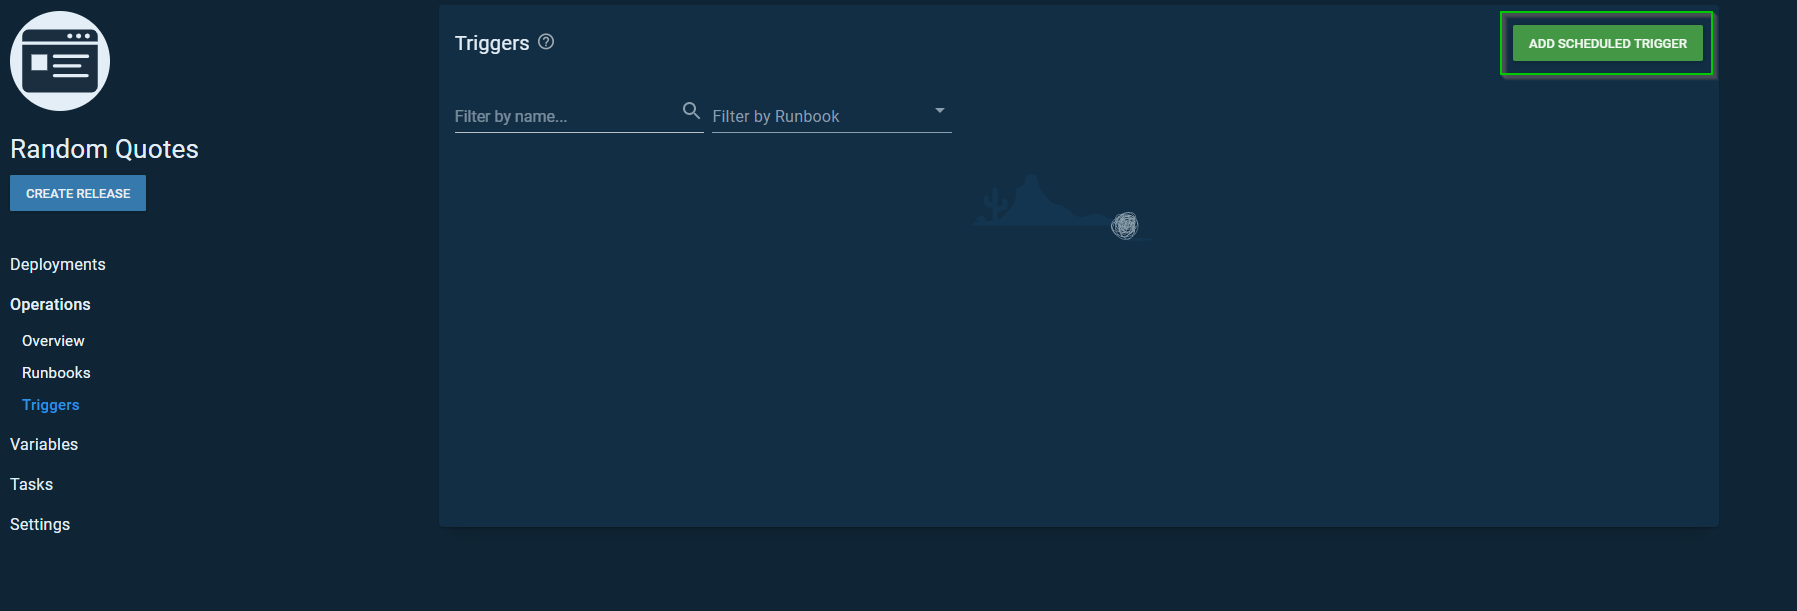 Random Quotes
CREATE RELEASE
Deployments
Operations
Overview
Runbooks
Triggers
Variables
Tasks
Settings
Triggers
ADD SCHEDULED TRIGGER
Filter by name...
Filter by Runbook